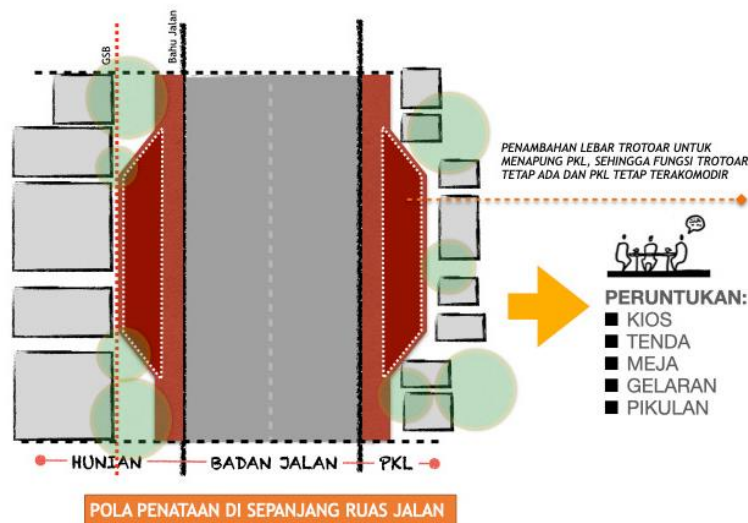 GSB
Bahu Jalan
PENAMBAHAN LEBAR TROTOAR UNTUK
MENAPUNG PKL, SEHINGGA FUNGSI TROTOAR
TETAP ADA DAN PKL TETAP TERAKOMODIR
PERUNTUKAN:
KIOS
TENDA
MEJA
GELARAN
PIKULAN
HUNIAN
BADAN JALAN
PKL
POLA PENATAAN DI SEPANJANG RUAS JALAN